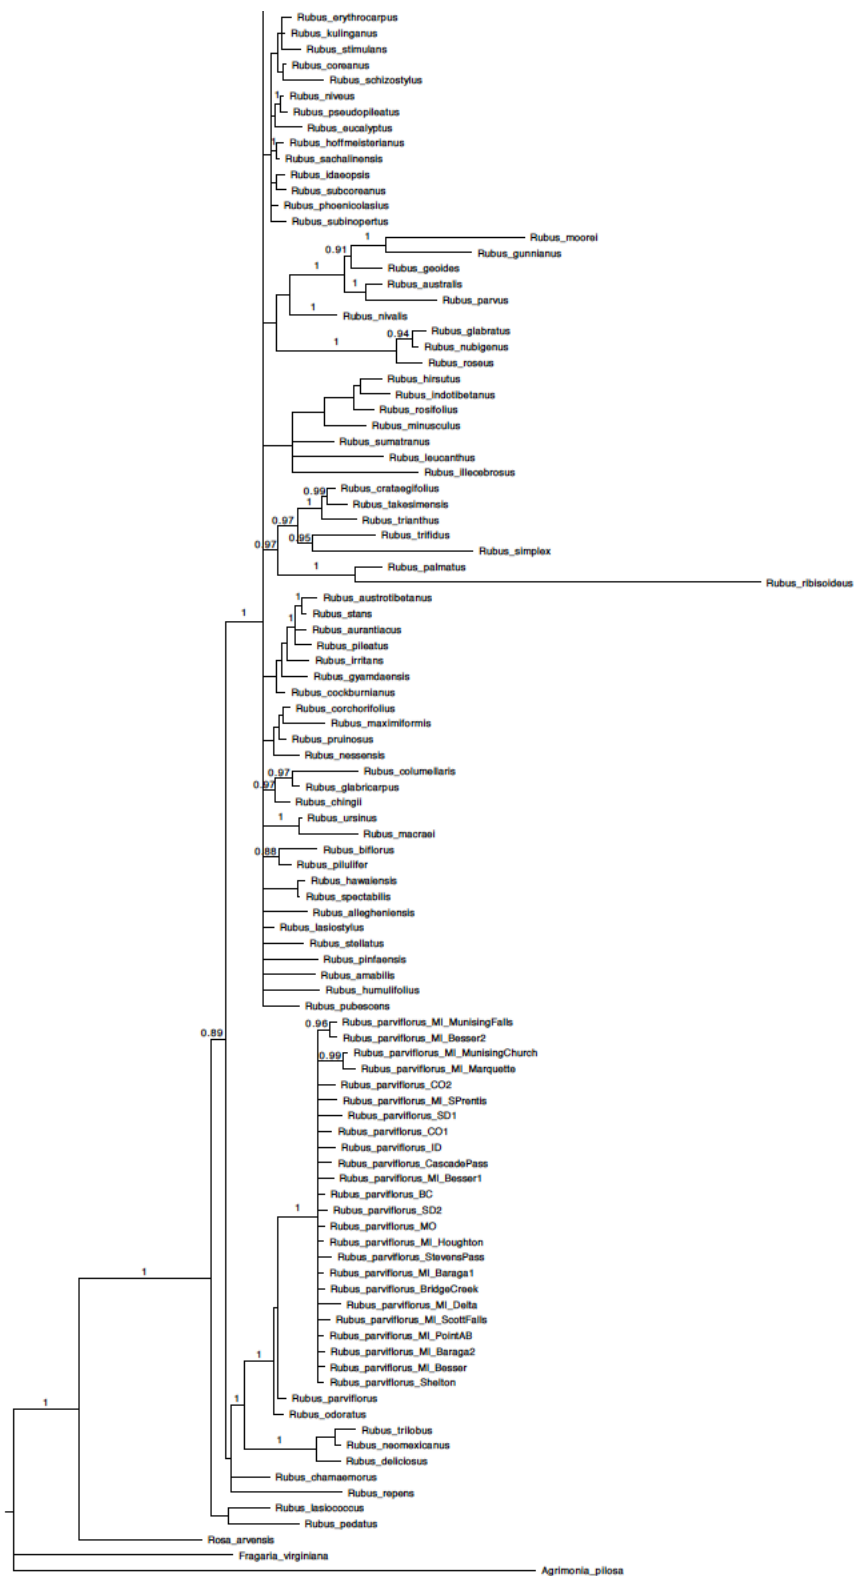 Rubus_erythrocarpus
Rubus_kulinganus
Rubus_stimulans
Rubus_coreanus
Rubus_schizostylus
1
Rubus_niveus
Rubus_pseudopileatus
Rubus_eucalyptus
1
Rubus_hoffmeisterianus
Rubus_sachalinensis
Rubus_idaeopsis
Rubus_subcoreanus
Rubus_phoenicolasius
Rubus_subinopertus
1
Rubus_moorei
0.91
Rubus_gunnianus
1
Rubus_geoides
1
Rubus_australis
Rubus_parvus
1
Rubus_nivalis
0.94
Rubus_glabratus
1
Rubus_nubigenus
Rubus_roseus
Rubus_hirsutus
Rubus_indotibetanus
Rubus_rosifolius
Rubus_minusculus
Rubus_sumatranus
Rubus_leucanthus
Rubus_illecebrosus
0.99
Rubus_crataegifolius
1
Rubus_takesimensis
0.97
Rubus_trianthus
0.95
Rubus_trifidus
0.97
Rubus_simplex
1
Rubus_palmatus
Rubus_ribisoideus
1
Rubus_austrotibetanus
1
Rubus_stans
1
Rubus_aurantiacus
Rubus_pileatus
Rubus_irritans
Rubus_gyamdaensis
Rubus_cockburnianus
Rubus_corchorifolius
Rubus_maximiformis
Rubus_pruinosus
Rubus_nessensis
0.97
Rubus_columellaris
0.97
Rubus_glabricarpus
Rubus_chingii
1
Rubus_ursinus
Rubus_macraei
0.88
Rubus_biflorus
Rubus_pilulifer
Rubus_hawaiensis
Rubus_spectabilis
Rubus_allegheniensis
Rubus_lasiostylus
Rubus_stellatus
Rubus_pinfaensis
Rubus_amabilis
Rubus_humulifolius
Rubus_pubescens
0.96
Rubus_parviflorus_MI_MunisingFalls
0.89
Rubus_parviflorus_MI_Besser2
0.99
Rubus_parviflorus_MI_MunisingChurch
Rubus_parviflorus_MI_Marquette
Rubus_parviflorus_CO2
Rubus_parviflorus_MI_SPrentis
Rubus_parviflorus_SD1
Rubus_parviflorus_CO1
Rubus_parviflorus_ID
Rubus_parviflorus_CascadePass
Rubus_parviflorus_MI_Besser1
Rubus_parviflorus_BC
1
Rubus_parviflorus_SD2
Rubus_parviflorus_MO
Rubus_parviflorus_MI_Houghton
Rubus_parviflorus_StevensPass
1
Rubus_parviflorus_MI_Baraga1
Rubus_parviflorus_BridgeCreek
Rubus_parviflorus_MI_Delta
Rubus_parviflorus_MI_ScottFalls
Rubus_parviflorus_MI_PointAB
1
Rubus_parviflorus_MI_Baraga2
Rubus_parviflorus_MI_Besser
Rubus_parviflorus_Shelton
1
1
Rubus_parviflorus
Rubus_odoratus
Rubus_trilobus
1
Rubus_neomexicanus
Rubus_deliciosus
Rubus_chamaemorus
Rubus_repens
Rubus_lasiococcus
Rubus_pedatus
Rosa_arvensis
Fragaria_virginiana
Agrimonia_pilosa